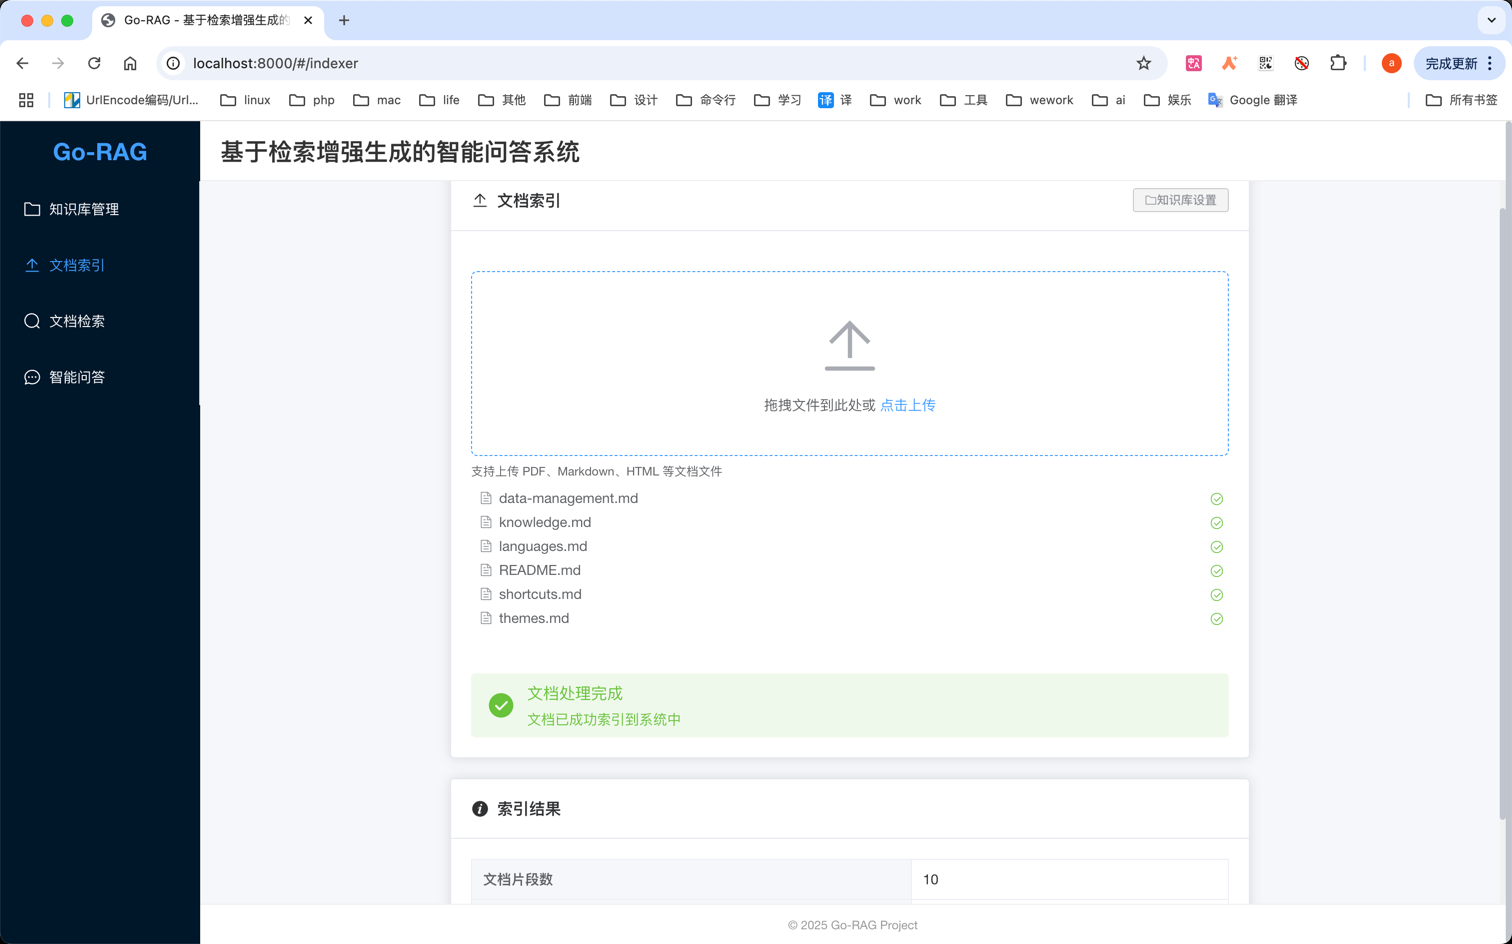 Go-RAG - 基于检索增强生成的
localhost:8000/#/indexer
a
完成更新
UrlEncode编码/Url...
linux
php
mac
life
其他
前端
设计
命令行
学习
译 译
work
工具
wework
ai
娱乐
Google 翻译
所有书签
Go-RAG
基于检索增强生成的智能问答系统
知识库管理
文档索引
文档检索
智能问答
文档索引
知识库设置
拖拽文件到此处或 点击上传
支持上传 PDF、Markdown、HTML 等文档文件
data-management.md
knowledge.md
languages.md
README.md
shortcuts.md
themes.md
文档处理完成
文档已成功索引到系统中
索引结果
文档片段数 10
© 2025 Go-RAG Project